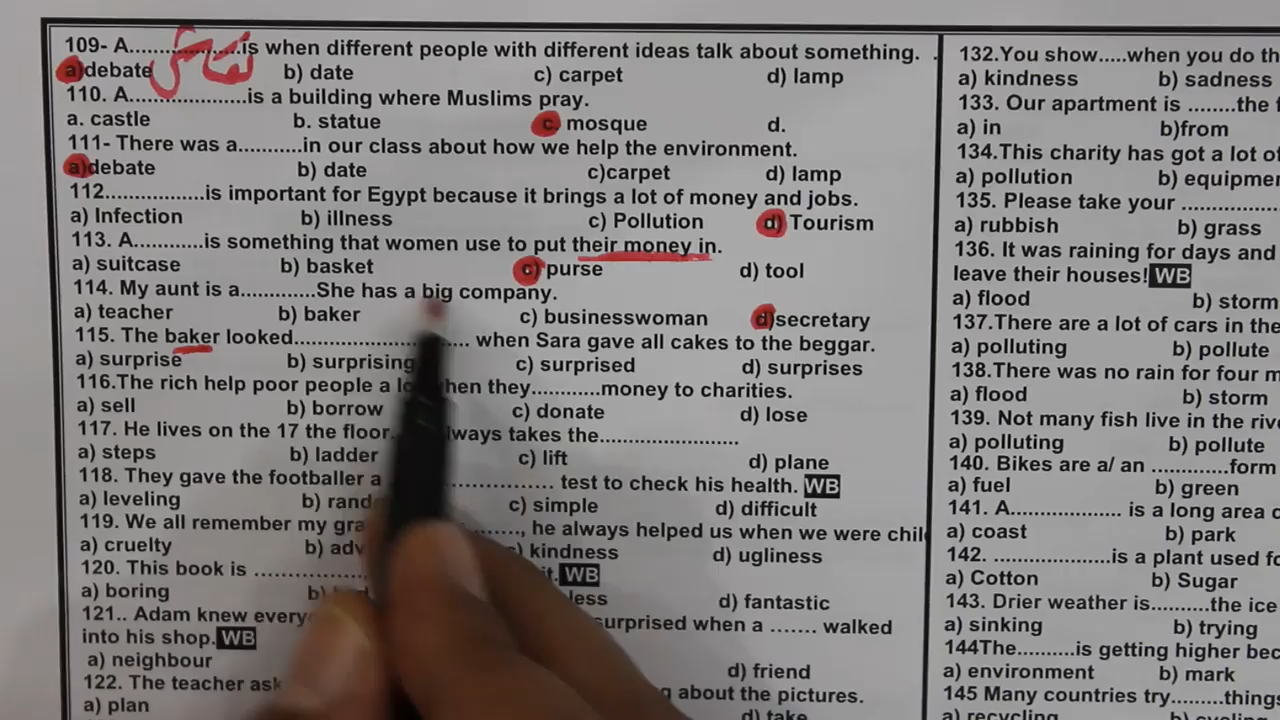 109- A....................is when different people with different ideas talk about something.
نقاش
a)debate b) date c) carpet d) lamp
110. A....................is a building where Muslims pray.
a. castle b. statue c. mosque d.
111- There was a..........in our class about how we help the environment.
a)debate b) date c)carpet d) lamp
112...............is important for Egypt because it brings a lot of money and jobs.
a) Infection b) illness c) Pollution d) Tourism
113. A...........is something that women use to put their money in.
a) suitcase b) basket c) purse d) tool
114. My aunt is a............She has a big company.
a) teacher b) baker c) businesswoman d)secretary
115. The baker looked............................ when Sara gave all cakes to the beggar.
a) surprise b) surprising c) surprised d) surprises
116.The rich help poor people a when they...........money to charities.
a) sell b) borrow c) donate d) lose
117. He lives on the 17 the floor. always takes the......................
a) steps b) ladder c) lift d) plane
118. They gave the footballer a ................ test to check his health. WB
a) leveling c) simple d) difficult
119. We all remember my ........, he always helped us when we were
a) cruelty c) kindness d) ugliness
120. This book is ................ WB
a) boring d) fantastic
121.. Adam knew surprised when a ....... walked
into his shop. WB
a) neighbour d) friend
122. The teacher about the pictures.
a) plan d) take
132.You show.....when you do
a) kindness b) sadness
133. Our apartment is ........the
a) in b)from
134.This charity has got a lot
a) pollution b)
135. Please take your ..............
a) rubbish b) grass
136. It was raining for days and
leave their houses! WB
a) flood b) storm
137.There are a lot of cars in the
a) polluting b) pollute
138.There was no rain for four
a) flood b) storm
139. Not many fish live in the
a) polluting b) pollute
140. Bikes are a/ an ............form
a) fuel b) green
141. A.................. is a long area
a) coast b) park
142. ...................is a plant used
a) Cotton b) Sugar
143. Drier weather is..........the ice
a) sinking b) trying
144The..........is getting higher
a) environment b) mark
145 Many countries try.........
a) recycling